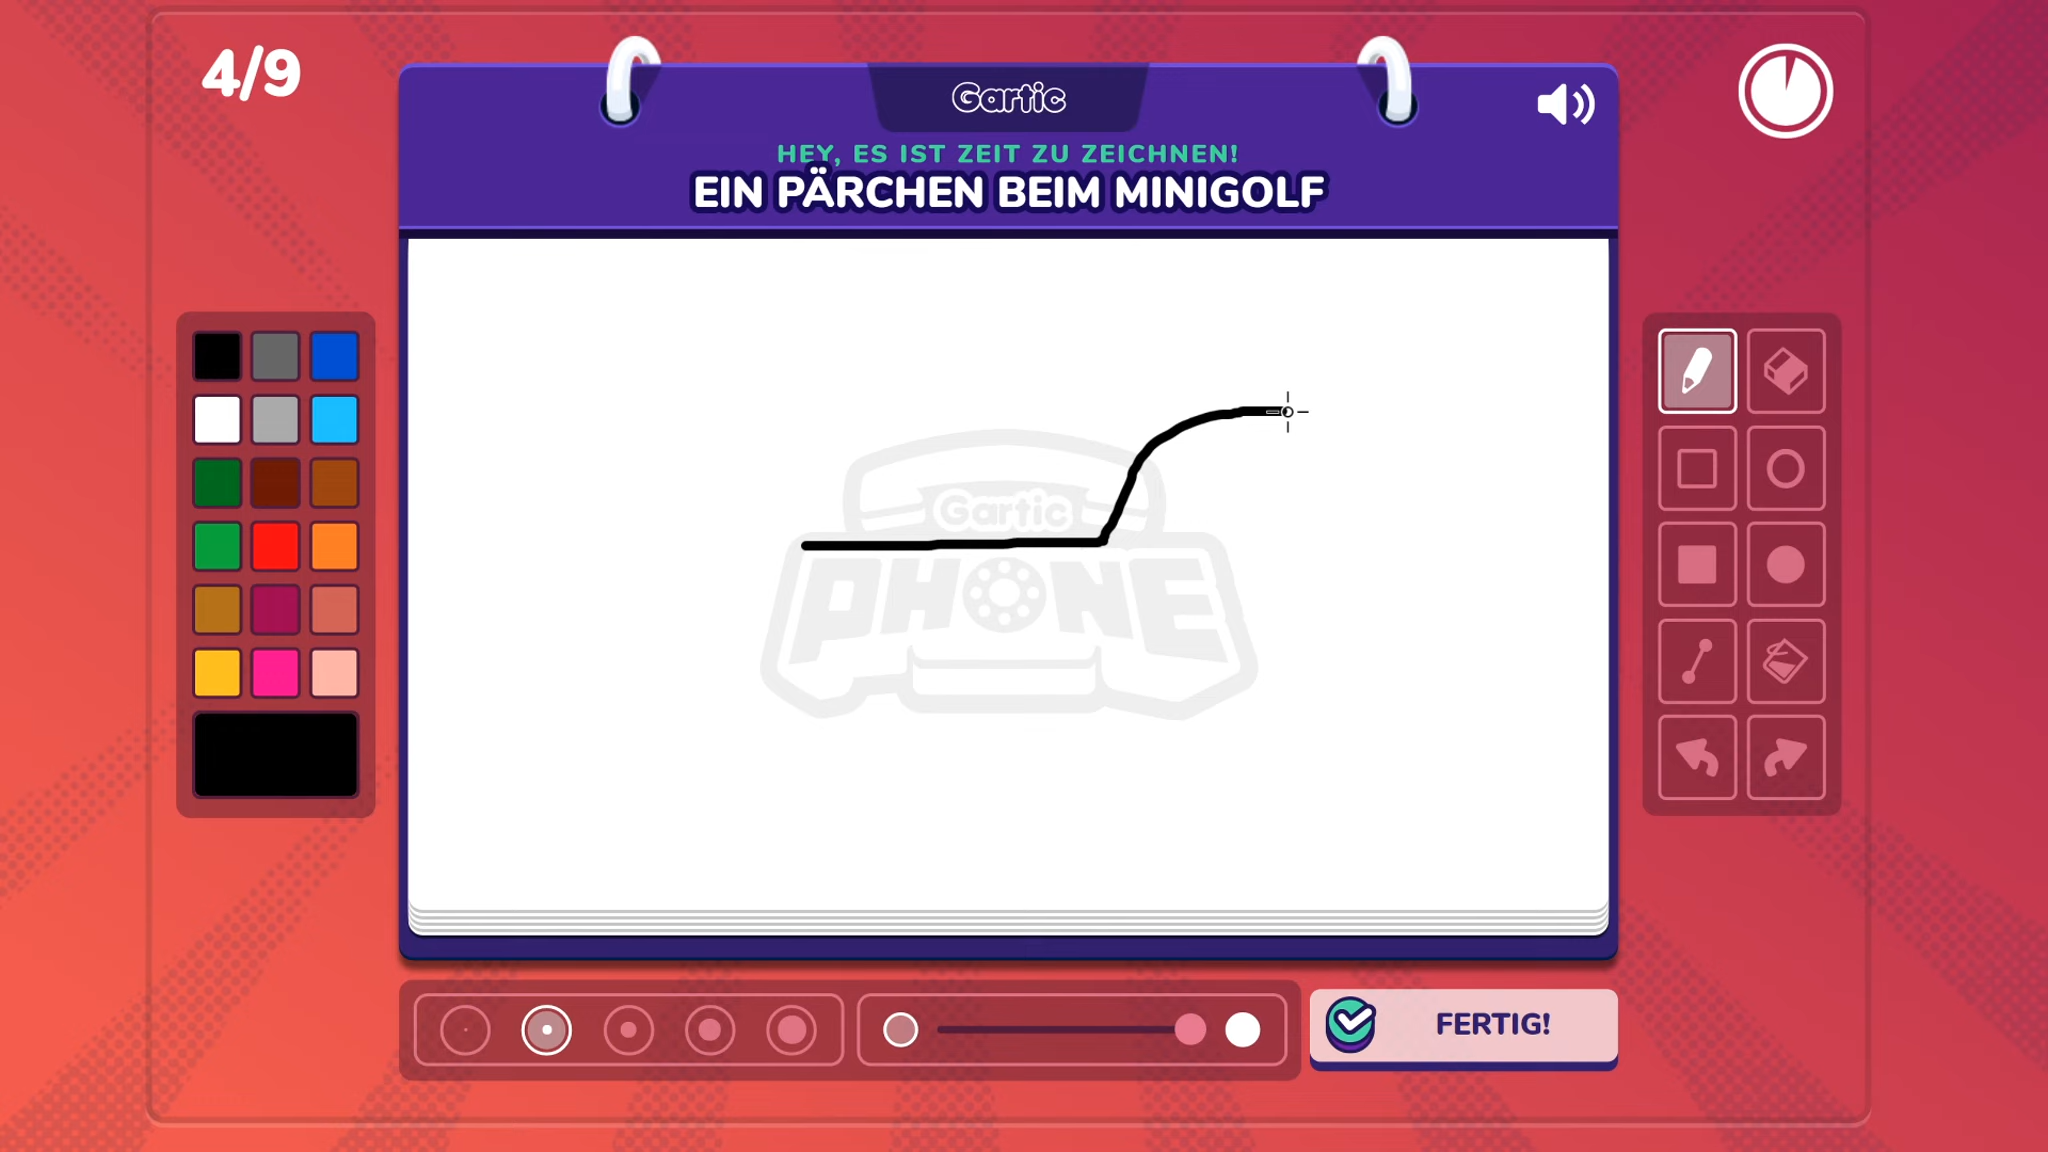 4/9
Gartic
HEY, ES IST ZEIT ZU ZEICHNEN!
EIN PÄRCHEN BEIM MINIGOLF
Gartic
PHONE
FERTIG!